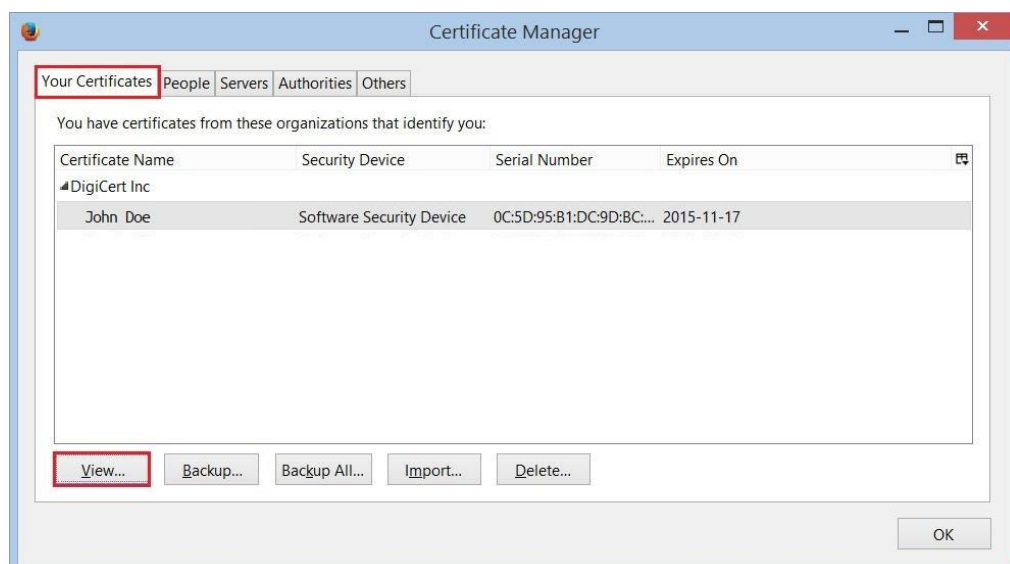 Certificate Manager
Your Certificates People Servers Authorities Others
You have certificates from these organizations that identify you:
Certificate Name Security Device Serial Number Expires On
DigiCert Inc
John Doe Software Security Device 0C:5D:95:B1:DC:9D:BC:... 2015-11-17
View... Backup... Backup All... Import... Delete...
OK